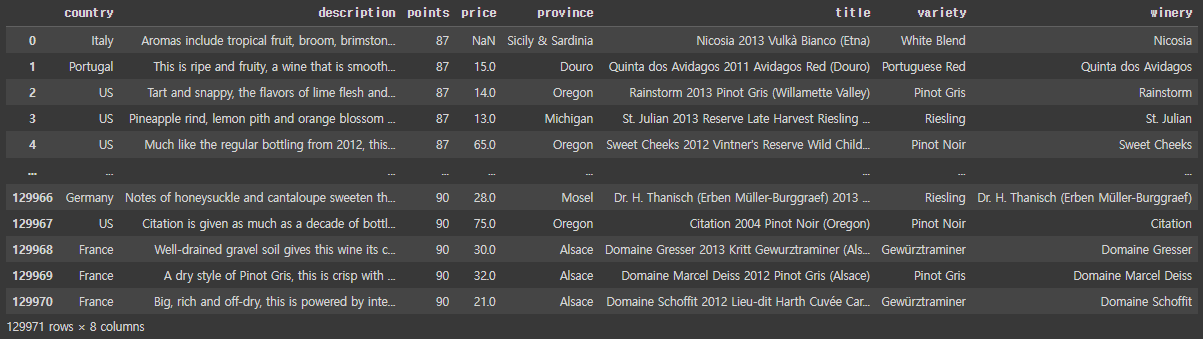 country description points price province title variety winery
0 Italy Aromas include tropical fruit, broom, brimston... 87 NaN Sicily & Sardinia Nicosia 2013 Vulkà Bianco (Etna) White Blend Nicosia
1 Portugal This is ripe and fruity, a wine that is smooth... 87 15.0 Douro Quinta dos Avidagos 2011 Avidagos Red (Douro) Portuguese Red Quinta dos Avidagos
2 US Tart and snappy, the flavors of lime flesh and... 87 14.0 Oregon Rainstorm 2013 Pinot Gris (Willamette Valley) Pinot Gris Rainstorm
3 US Pineapple rind, lemon pith and orange blossom ... 87 13.0 Michigan St. Julian 2013 Reserve Late Harvest Riesling ... Riesling St. Julian
4 US Much like the regular bottling from 2012, this... 87 65.0 Oregon Sweet Cheeks 2012 Vintner's Reserve Wild Child... Pinot Noir Sweet Cheeks
... ... ... ... ... ... ... ... ...
129966 Germany Notes of honeysuckle and cantaloupe sweeten th... 90 28.0 Mosel Dr. H. Thanisch (Erben Müller-Burggraef) 2013 ... Riesling Dr. H. Thanisch (Erben Müller-Burggraef)
129967 US Citation is given as much as a decade of bottl... 90 75.0 Oregon Citation 2004 Pinot Noir (Oregon) Pinot Noir Citation
129968 France Well-drained gravel soil gives this wine its c... 90 30.0 Alsace Domaine Gresser 2013 Kritt Gewurztraminer (Als... Gewürztraminer Domaine Gresser
129969 France A dry style of Pinot Gris, this is crisp with ... 90 32.0 Alsace Domaine Marcel Deiss 2012 Pinot Gris (Alsace) Pinot Gris Domaine Marcel Deiss
129970 France Big, rich and off-dry, this is powered by inte... 90 21.0 Alsace Domaine Schoffit 2012 Lieu-dit Harth Cuvée Car... Gewürztraminer Domaine Schoffit
129971 rows × 8 columns